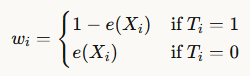 w_i = { 1 − e(X_i) if T_i = 1
e(X_i) if T_i = 0